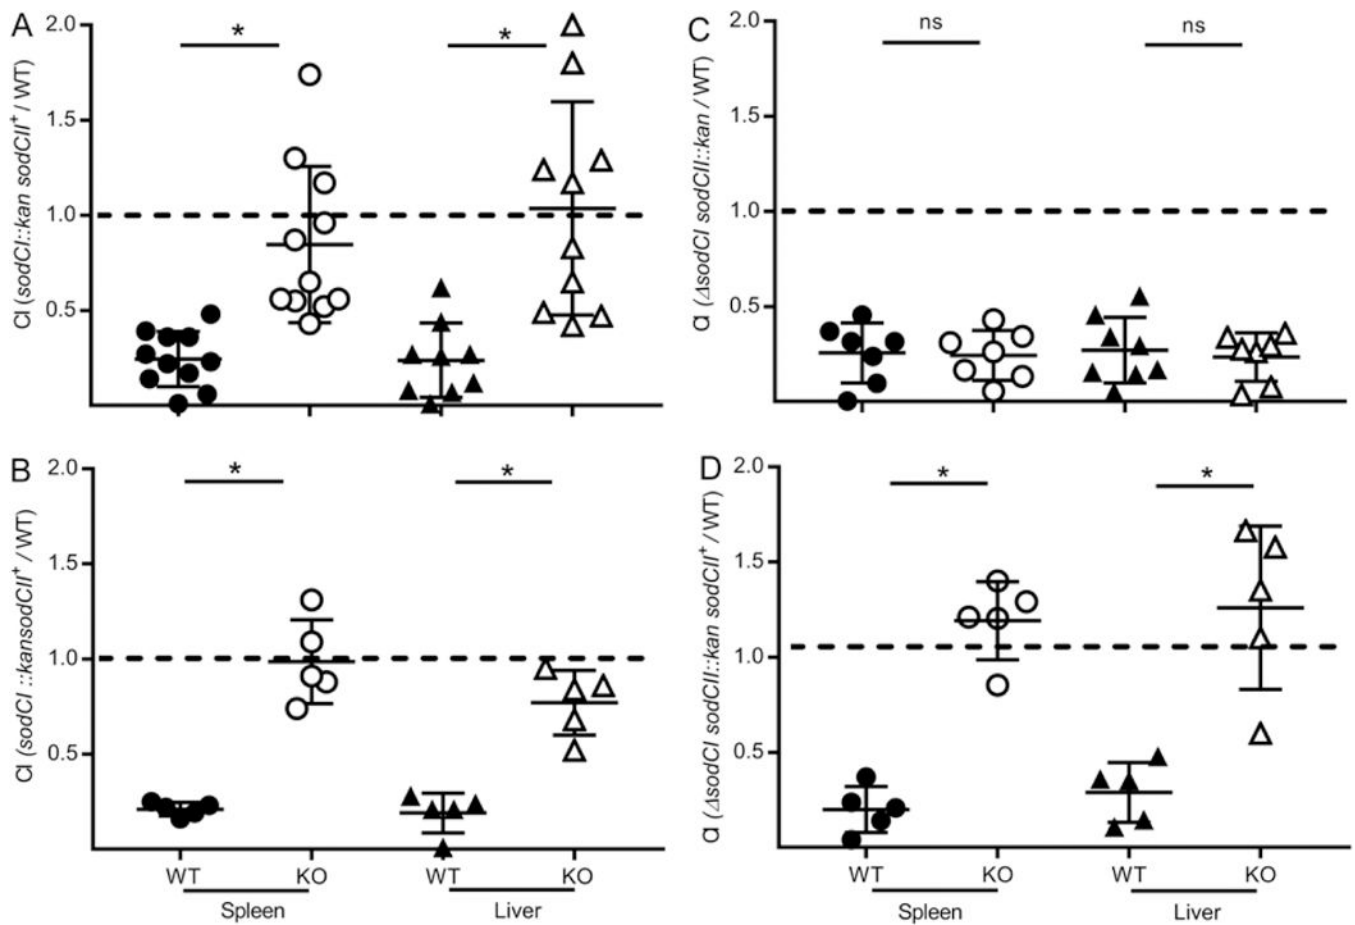 A
CI (sodCI::kan sodCII+ / WT)
2.0
1.5
1.0
0.5
*
*
C
CI (ΔsodCI sodCII::kan / WT)
2.0
1.5
1.0
0.5
ns
ns
B
CI (sodCI ::kansodCII+ / WT)
2.0
1.5
1.0
0.5
*
*
WT
KO
WT
KO
Spleen
Liver
D
CI (ΔsodCI sodCII::kan sodCII+ / WT)
2.0
1.5
1.0
0.5
*
*
WT
KO
WT
KO
Spleen
Liver